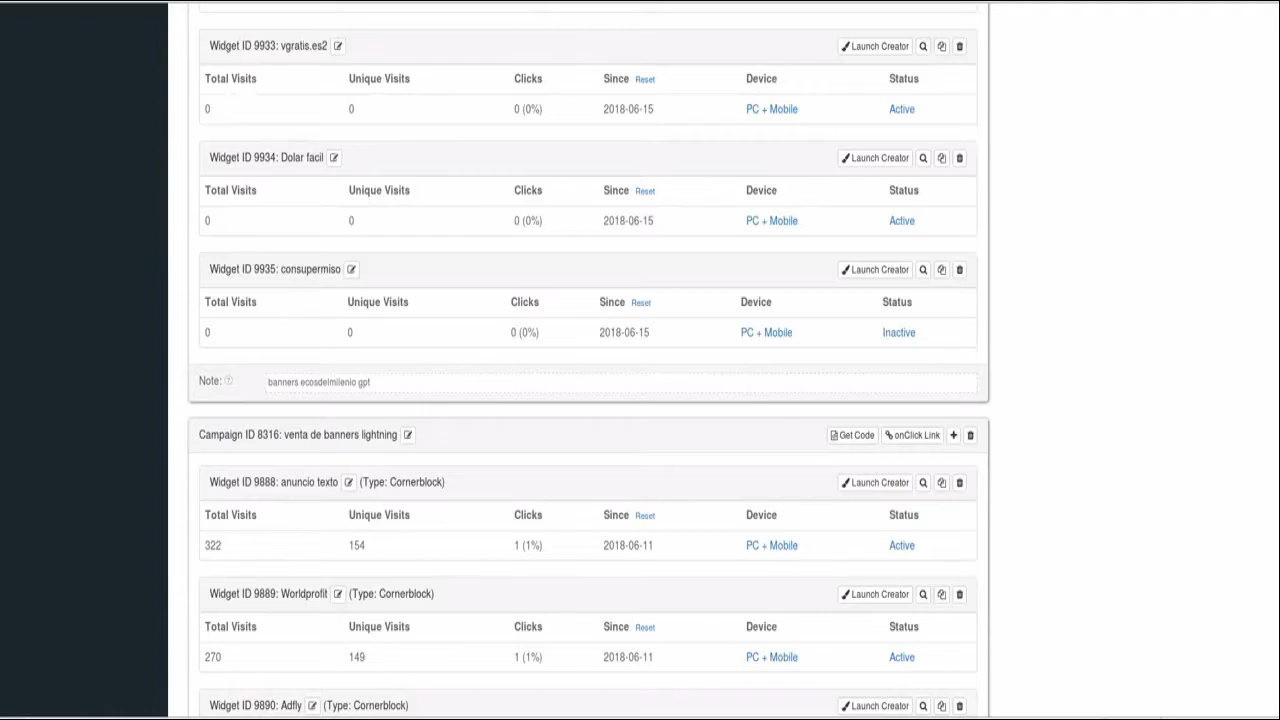 Widget ID 9933: vgratis.es2 Launch Creator
Total Visits Unique Visits Clicks Since Reset Device Status
0 0 0 (0%) 2018-06-15 PC + Mobile Active
Widget ID 9934: Dolar facil Launch Creator
Total Visits Unique Visits Clicks Since Reset Device Status
0 0 0 (0%) 2018-06-15 PC + Mobile Active
Widget ID 9935: consupermiso Launch Creator
Total Visits Unique Visits Clicks Since Reset Device Status
0 0 0 (0%) 2018-06-15 PC + Mobile Inactive
Note: banners ecosdelmilenio gpt
Campaign ID 8316: venta de banners lightning Get Code onClick Link
Widget ID 9888: anuncio texto (Type: Cornerblock) Launch Creator
Total Visits Unique Visits Clicks Since Reset Device Status
322 154 1 (1%) 2018-06-11 PC + Mobile Active
Widget ID 9889: Worldprofit (Type: Cornerblock) Launch Creator
Total Visits Unique Visits Clicks Since Reset Device Status
270 149 1 (1%) 2018-06-11 PC + Mobile Active
Widget ID 9890: Adfly (Type: Cornerblock) Launch Creator